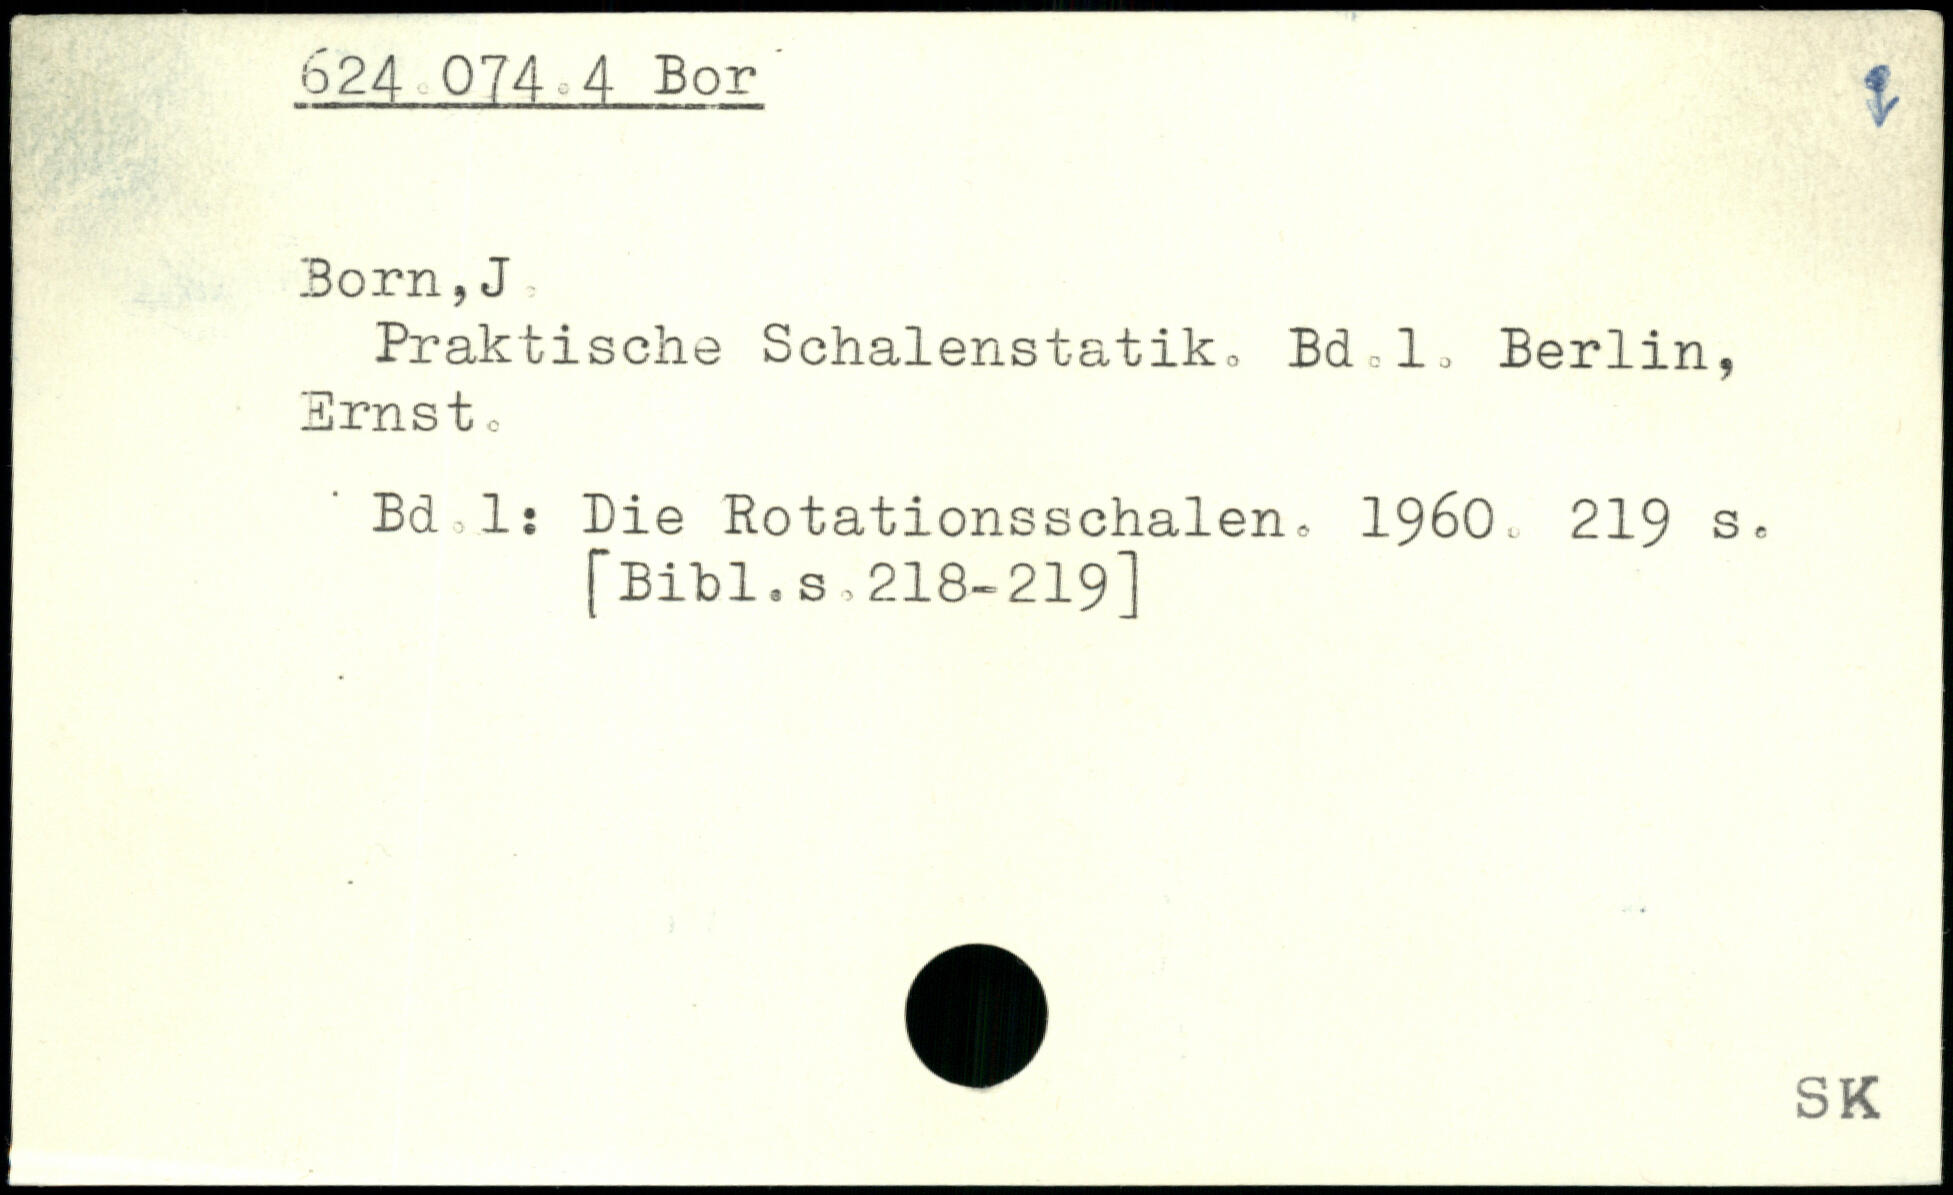 624.074.4 Bor
Born,J.
Praktische Schalenstatik. Bd.1. Berlin,
Ernst.
Bd.1: Die Rotationsschalen. 1960. 219 s.
[Bibl.s.218-219]
SK